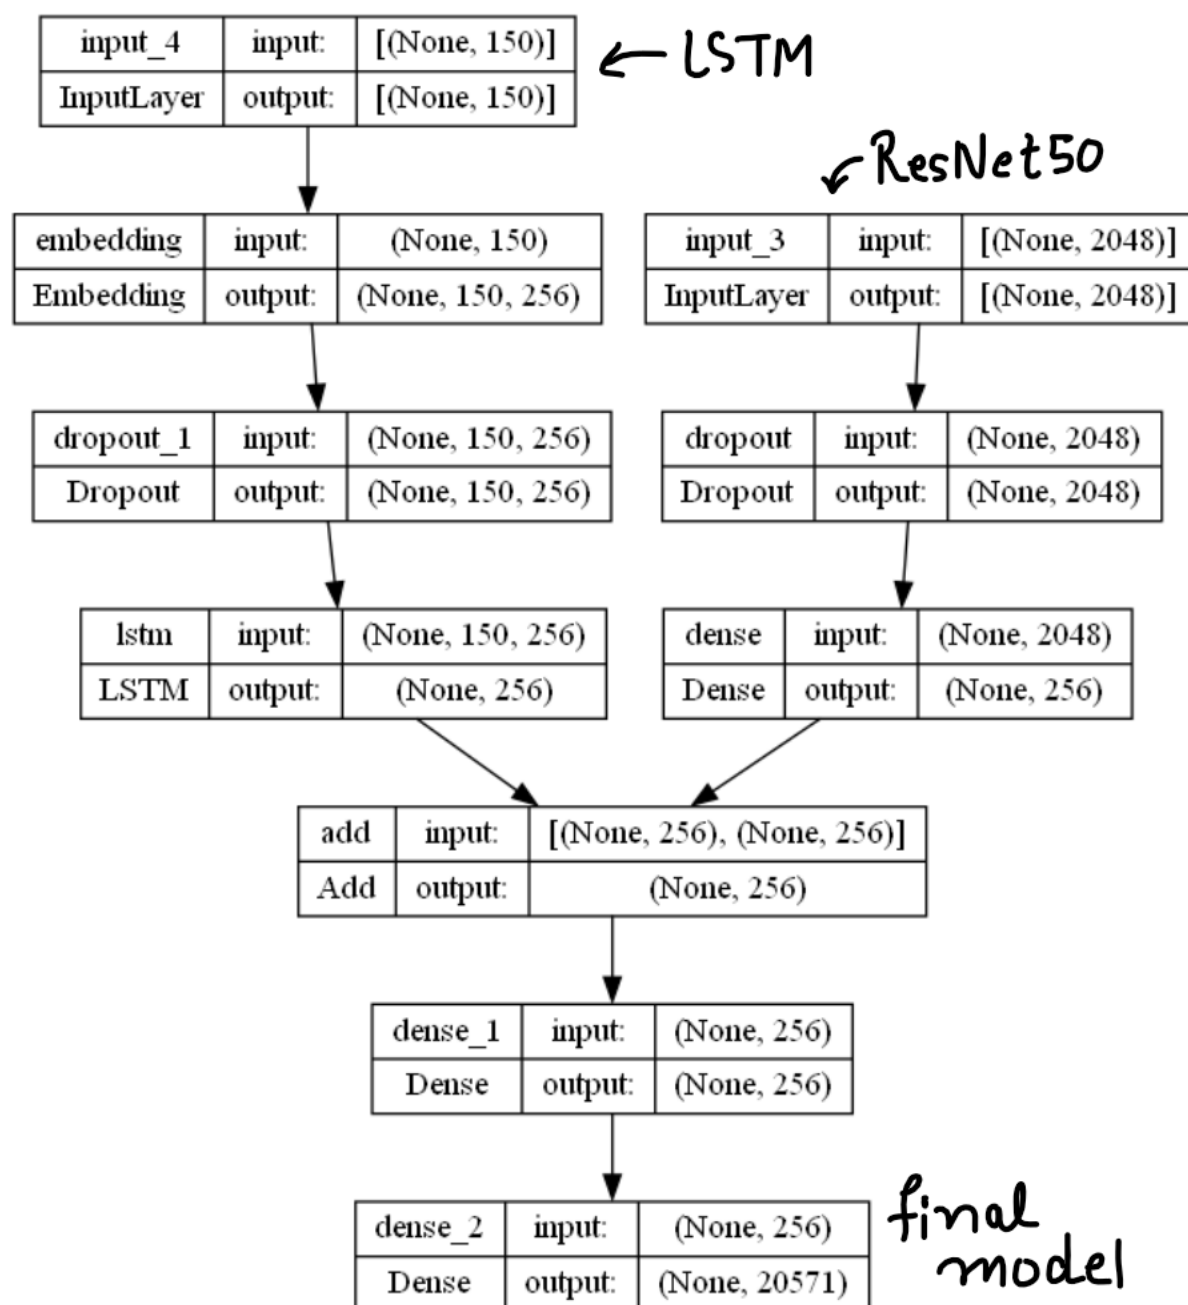 input_4 input: [(None, 150)]
InputLayer output: [(None, 150)]
← LSTM
ResNet50
embedding input: (None, 150)
Embedding output: (None, 150, 256)
input_3 input: [(None, 2048)]
InputLayer output: [(None, 2048)]
dropout_1 input: (None, 150, 256)
Dropout output: (None, 150, 256)
dropout input: (None, 2048)
Dropout output: (None, 2048)
lstm input: (None, 150, 256)
LSTM output: (None, 256)
dense input: (None, 2048)
Dense output: (None, 256)
add input: [(None, 256), (None, 256)]
Add output: (None, 256)
dense_1 input: (None, 256)
Dense output: (None, 256)
dense_2 input: (None, 256)
Dense output: (None, 20571)
final
model